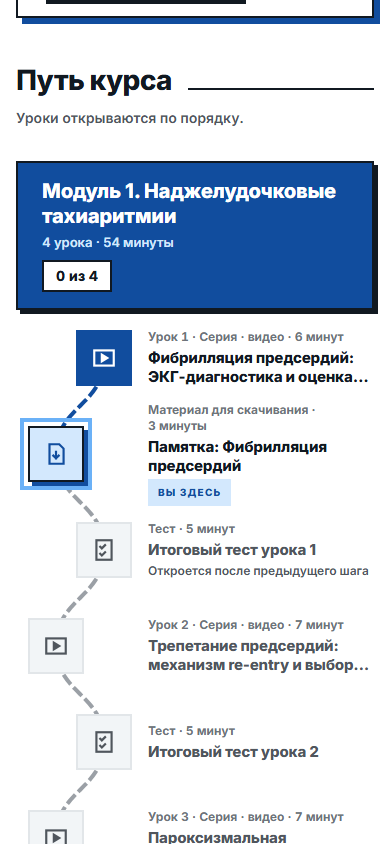 Путь курса
Уроки открываются по порядку.
Модуль 1. Наджелудочковые
тахиаритмии
4 урока · 54 минуты
0 из 4
Урок 1 · Серия · видео · 6 минут
Фибрилляция предсердий:
ЭКГ-диагностика и оценка…
Материал для скачивания ·
3 минуты
Памятка: Фибрилляция
предсердий
ВЫ ЗДЕСЬ
Тест · 5 минут
Итоговый тест урока 1
Откроется после предыдущего шага
Урок 2 · Серия · видео · 7 минут
Трепетание предсердий:
механизм re-entry и выбор…
Тест · 5 минут
Итоговый тест урока 2
Урок 3 · Серия · видео · 7 минут
Пароксизмальная